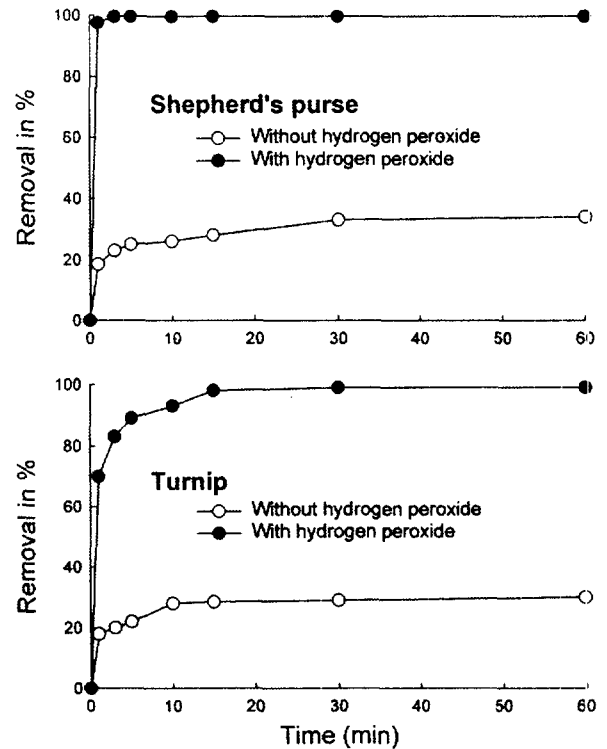 100
80
60
40
20
0
Removal in %
Shepherd's purse
Without hydrogen peroxide
With hydrogen peroxide
0 10 20 30 40 50 60
100
80
60
40
20
0
Removal in %
Turnip
Without hydrogen peroxide
With hydrogen peroxide
0 10 20 30 40 50 60
Time (min)